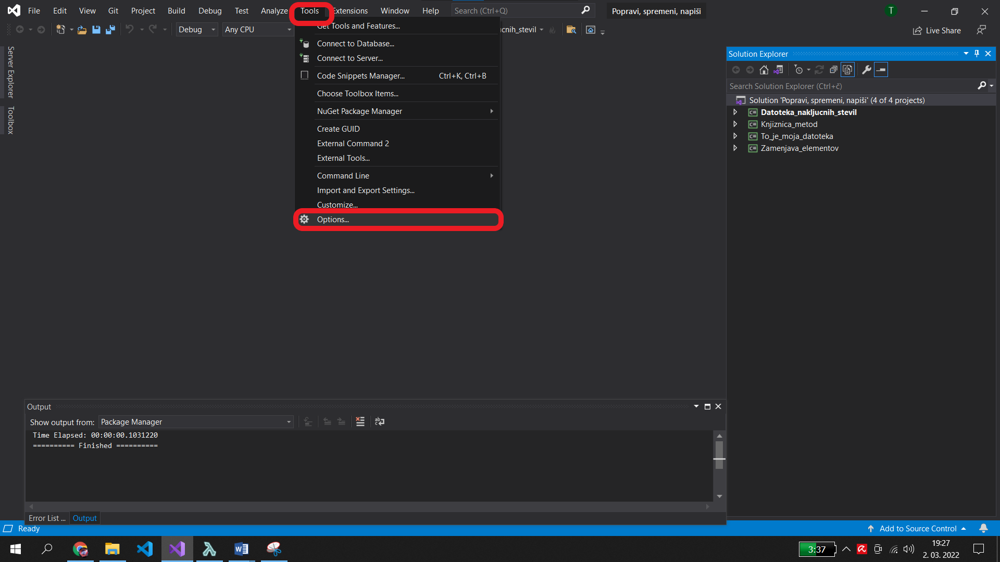 File Edit View Git Project Build Debug Test Analyze Tools Extensions Window Help Search (Ctrl+Q) Popravi, spremeni, napiši T
Debug Any CPU ucnih_stevil Live Share
Server Explorer
Toolbox
Get Tools and Features...
Connect to Database...
Connect to Server...
Code Snippets Manager... Ctrl+K, Ctrl+B
Choose Toolbox Items...
NuGet Package Manager
Create GUID
External Command 2
External Tools...
Command Line
Import and Export Settings...
Customize...
Options...
Solution Explorer
Search Solution Explorer (Ctrl+č)
Solution 'Popravi, spremeni, napiši' (4 of 4 projects)
C# Datoteka_nakljucnih_stevil
C# Knjiznica_metod
C# To_je_moja_datoteka
C# Zamenjava_elementov
Output
Show output from: Package Manager
Time Elapsed: 00:00:00.1031220
========== Finished ==========
Error List ... Output
Ready Add to Source Control
3:37
19:27
2. 03. 2022